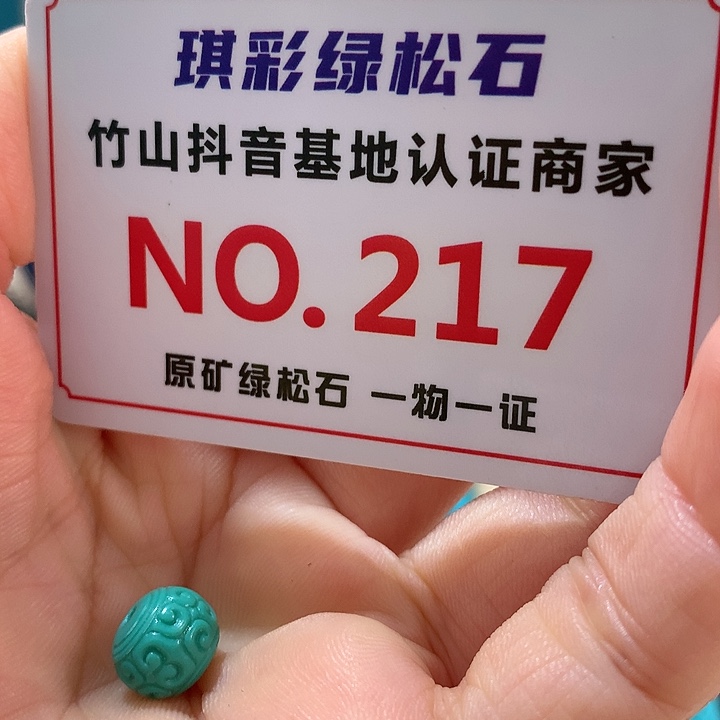 琪彩绿松石
竹山抖音基地认证商家
NO.217
原矿绿松石 一物一证